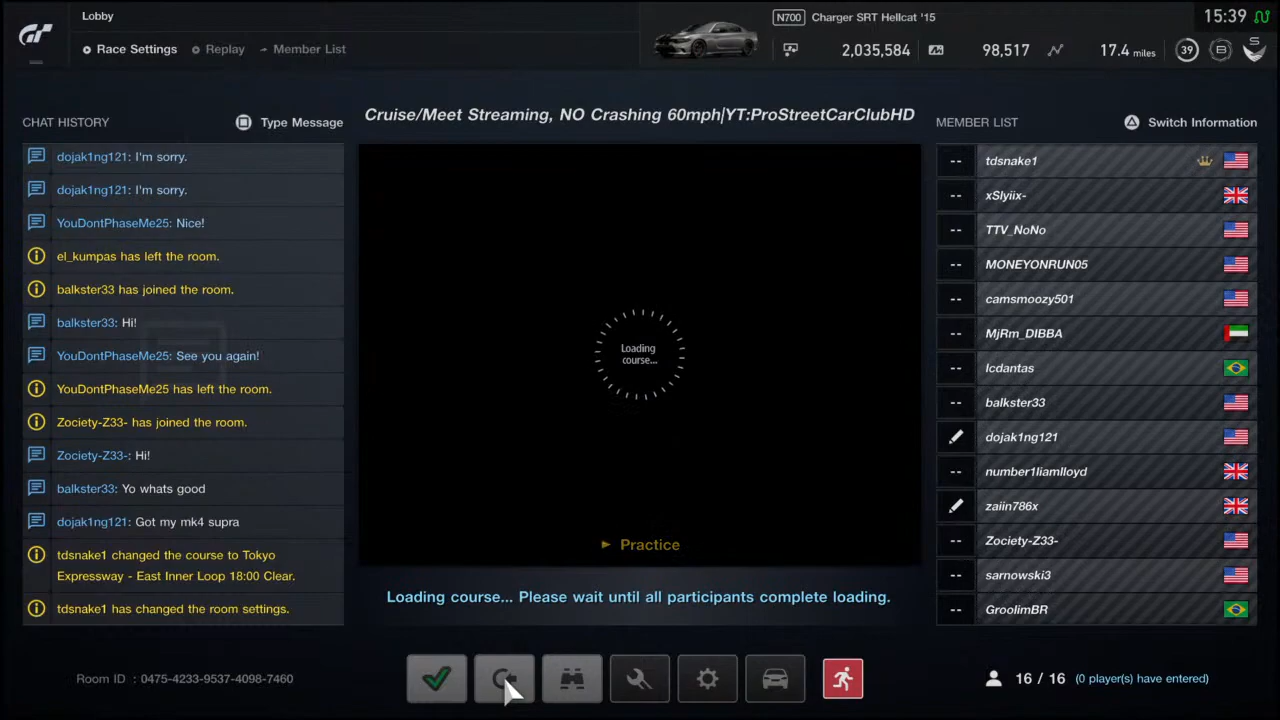 Lobby
Race Settings Replay Member List
N700 Charger SRT Hellcat '15
15:39
2,035,584 98,517 17.4 miles 39 B S
CHAT HISTORY Type Message
Cruise/Meet Streaming, NO Crashing 60mph|YT:ProStreetCarClubHD
MEMBER LIST Switch Information
dojak1ng121: I'm sorry.
dojak1ng121: I'm sorry.
YouDontPhaseMe25: Nice!
el_kumpas has left the room.
balkster33 has joined the room.
balkster33: Hi!
YouDontPhaseMe25: See you again!
YouDontPhaseMe25 has left the room.
Zociety-Z33- has joined the room.
Zociety-Z33-: Hi!
balkster33: Yo whats good
dojak1ng121: Got my mk4 supra
tdsnake1 changed the course to Tokyo
Expressway - East Inner Loop 18:00 Clear.
tdsnake1 has changed the room settings.
Loading
course...
Practice
Loading course... Please wait until all participants complete loading.
-- tdsnake1
-- xSlyiix-
-- TTV_NoNo
-- MONEYONRUN05
-- camsmoozy501
-- MjRm_DIBBA
-- lcdantas
-- balkster33
dojak1ng121
-- number1liamlloyd
zaiin786x
-- Zociety-Z33-
-- sarnowski3
-- GroolimBR
Room ID : 0475-4233-9537-4098-7460
16 / 16 (0 player(s) have entered)